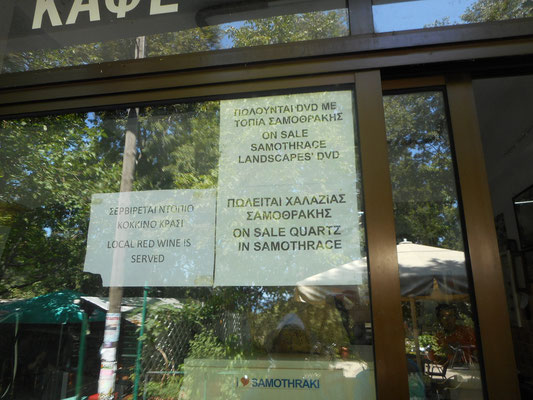 ΚΑΦΕ
ΠΩΛΟΥΝΤΑΙ DVD ΜΕ
ΤΟΠΙΑ ΣΑΜΟΘΡΑΚΗΣ
ON SALE
SAMOTHRACE
LANDSCAPES' DVD
ΠΩΛΕΙΤΑΙ ΧΑΛΑΖΙΑΣ
ΣΑΜΟΘΡΑΚΗΣ
ON SALE QUARTZ
IN SAMOTHRACE
ΣΕΡΒΙΡΕΤΑΙ ΝΤΟΠΙΟ
ΚΟΚΙΝΟ ΚΡΑΣΙ
LOCAL RED WINE IS
SERVED
I ❤ SAMOTHRAKI